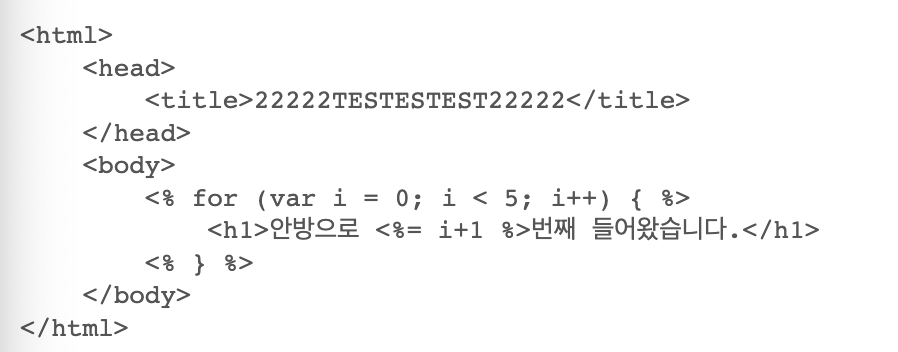 <html>
    <head>
        <title>22222TESTESTEST22222</title>
    </head>
    <body>
        <% for (var i = 0; i < 5; i++) { %>
            <h1>안방으로 <%= i+1 %>번째 들어왔습니다.</h1>
        <% } %>
    </body>
</html>